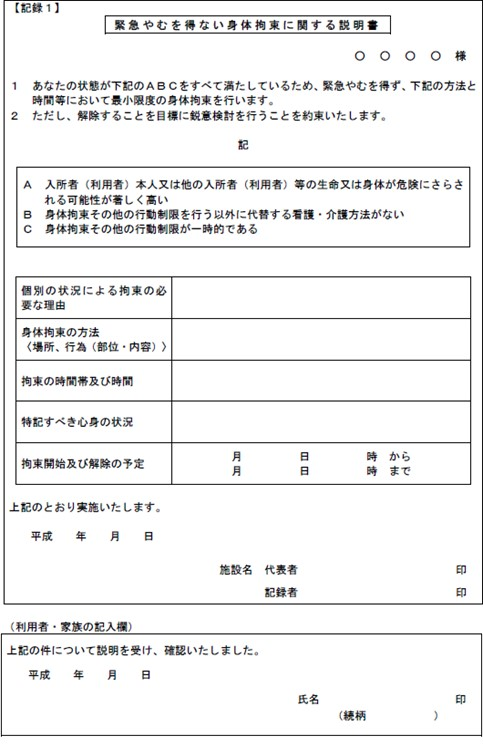 【記録１】
緊急やむを得ない身体拘束に関する説明書
○ ○ ○ ○ 様
１　あなたの状態が下記のＡＢＣをすべて満たしているため、緊急やむを得ず、下記の方法と
時間等において最小限度の身体拘束を行います。
２　ただし、解除することを目標に鋭意検討を行うことを約束いたします。
記
Ａ　入所者（利用者）本人又は他の入所者（利用者）等の生命又は身体が危険にさらさ
れる可能性が著しく高い
Ｂ　身体拘束その他の行動制限を行う以外に代替する看護・介護方法がない
Ｃ　身体拘束その他の行動制限が一時的である
個別の状況による拘束の必
要な理由
身体拘束の方法
〈場所、行為（部位・内容）〉
拘束の時間帯及び時間
特記すべき心身の状況
拘束開始及び解除の予定
月　日　時　から
月　日　時　まで
上記のとおり実施いたします。
平成　年　月　日
施設名　代表者　印
記録者　印
（利用者・家族の記入欄）
上記の件について説明を受け、確認いたしました。
平成　年　月　日
氏名　印
（続柄　）